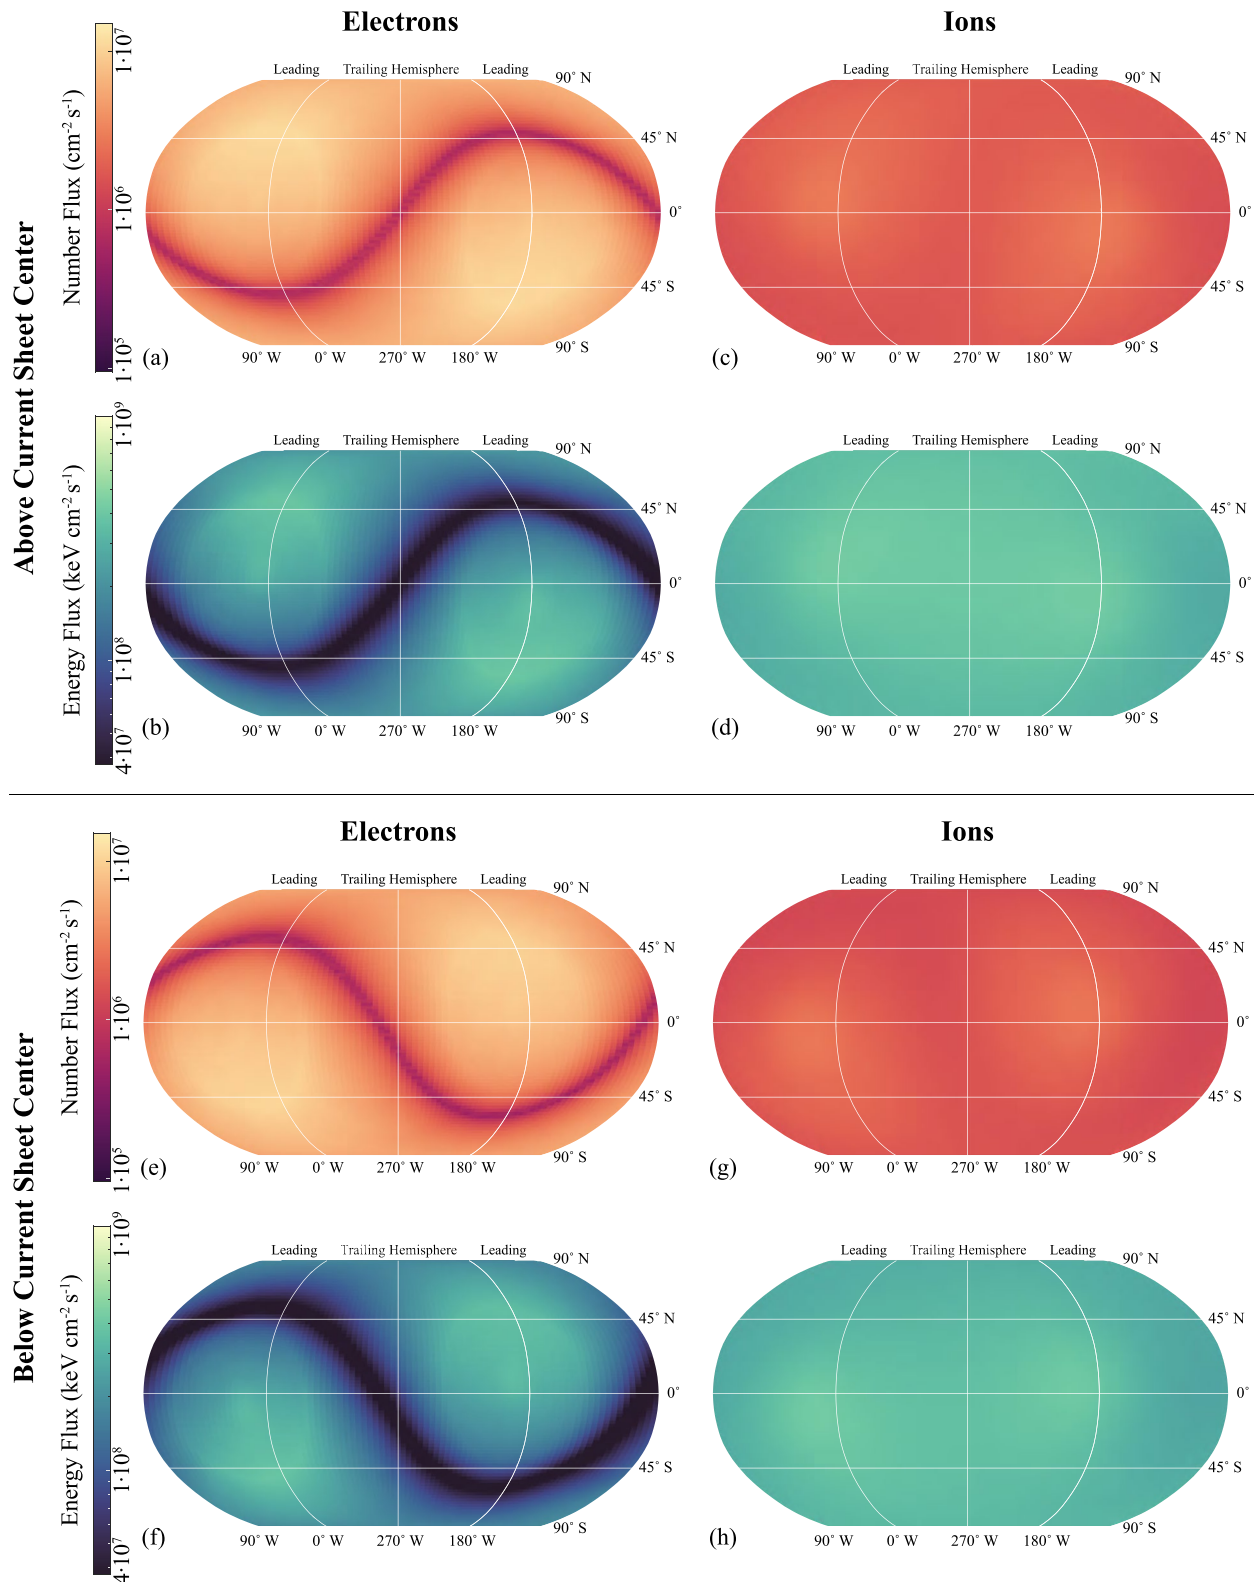 Electrons
Ions
Above Current Sheet Center
Number Flux (cm⁻² s⁻¹)
1·10⁷
1·10⁶
1·10⁵
Leading Trailing Hemisphere Leading
90° N
45° N
0°
45° S
90° S
90° W 0° W 270° W 180° W
(a)
Leading Trailing Hemisphere Leading
90° N
45° N
0°
45° S
90° S
90° W 0° W 270° W 180° W
(c)
Energy Flux (keV cm⁻² s⁻¹)
1·10⁹
1·10⁸
4·10⁷
Leading Trailing Hemisphere Leading
90° N
45° N
0°
45° S
90° S
90° W 0° W 270° W 180° W
(b)
Leading Trailing Hemisphere Leading
90° N
45° N
0°
45° S
90° S
90° W 0° W 270° W 180° W
(d)
Electrons
Ions
Below Current Sheet Center
Number Flux (cm⁻² s⁻¹)
1·10⁷
1·10⁶
1·10⁵
Leading Trailing Hemisphere Leading
90° N
45° N
0°
45° S
90° S
90° W 0° W 270° W 180° W
(e)
Leading Trailing Hemisphere Leading
90° N
45° N
0°
45° S
90° S
90° W 0° W 270° W 180° W
(g)
Energy Flux (keV cm⁻² s⁻¹)
1·10⁹
1·10⁸
4·10⁷
Leading Trailing Hemisphere Leading
90° N
45° N
0°
45° S
90° S
90° W 0° W 270° W 180° W
(f)
Leading Trailing Hemisphere Leading
90° N
45° N
0°
45° S
90° S
90° W 0° W 270° W 180° W
(h)